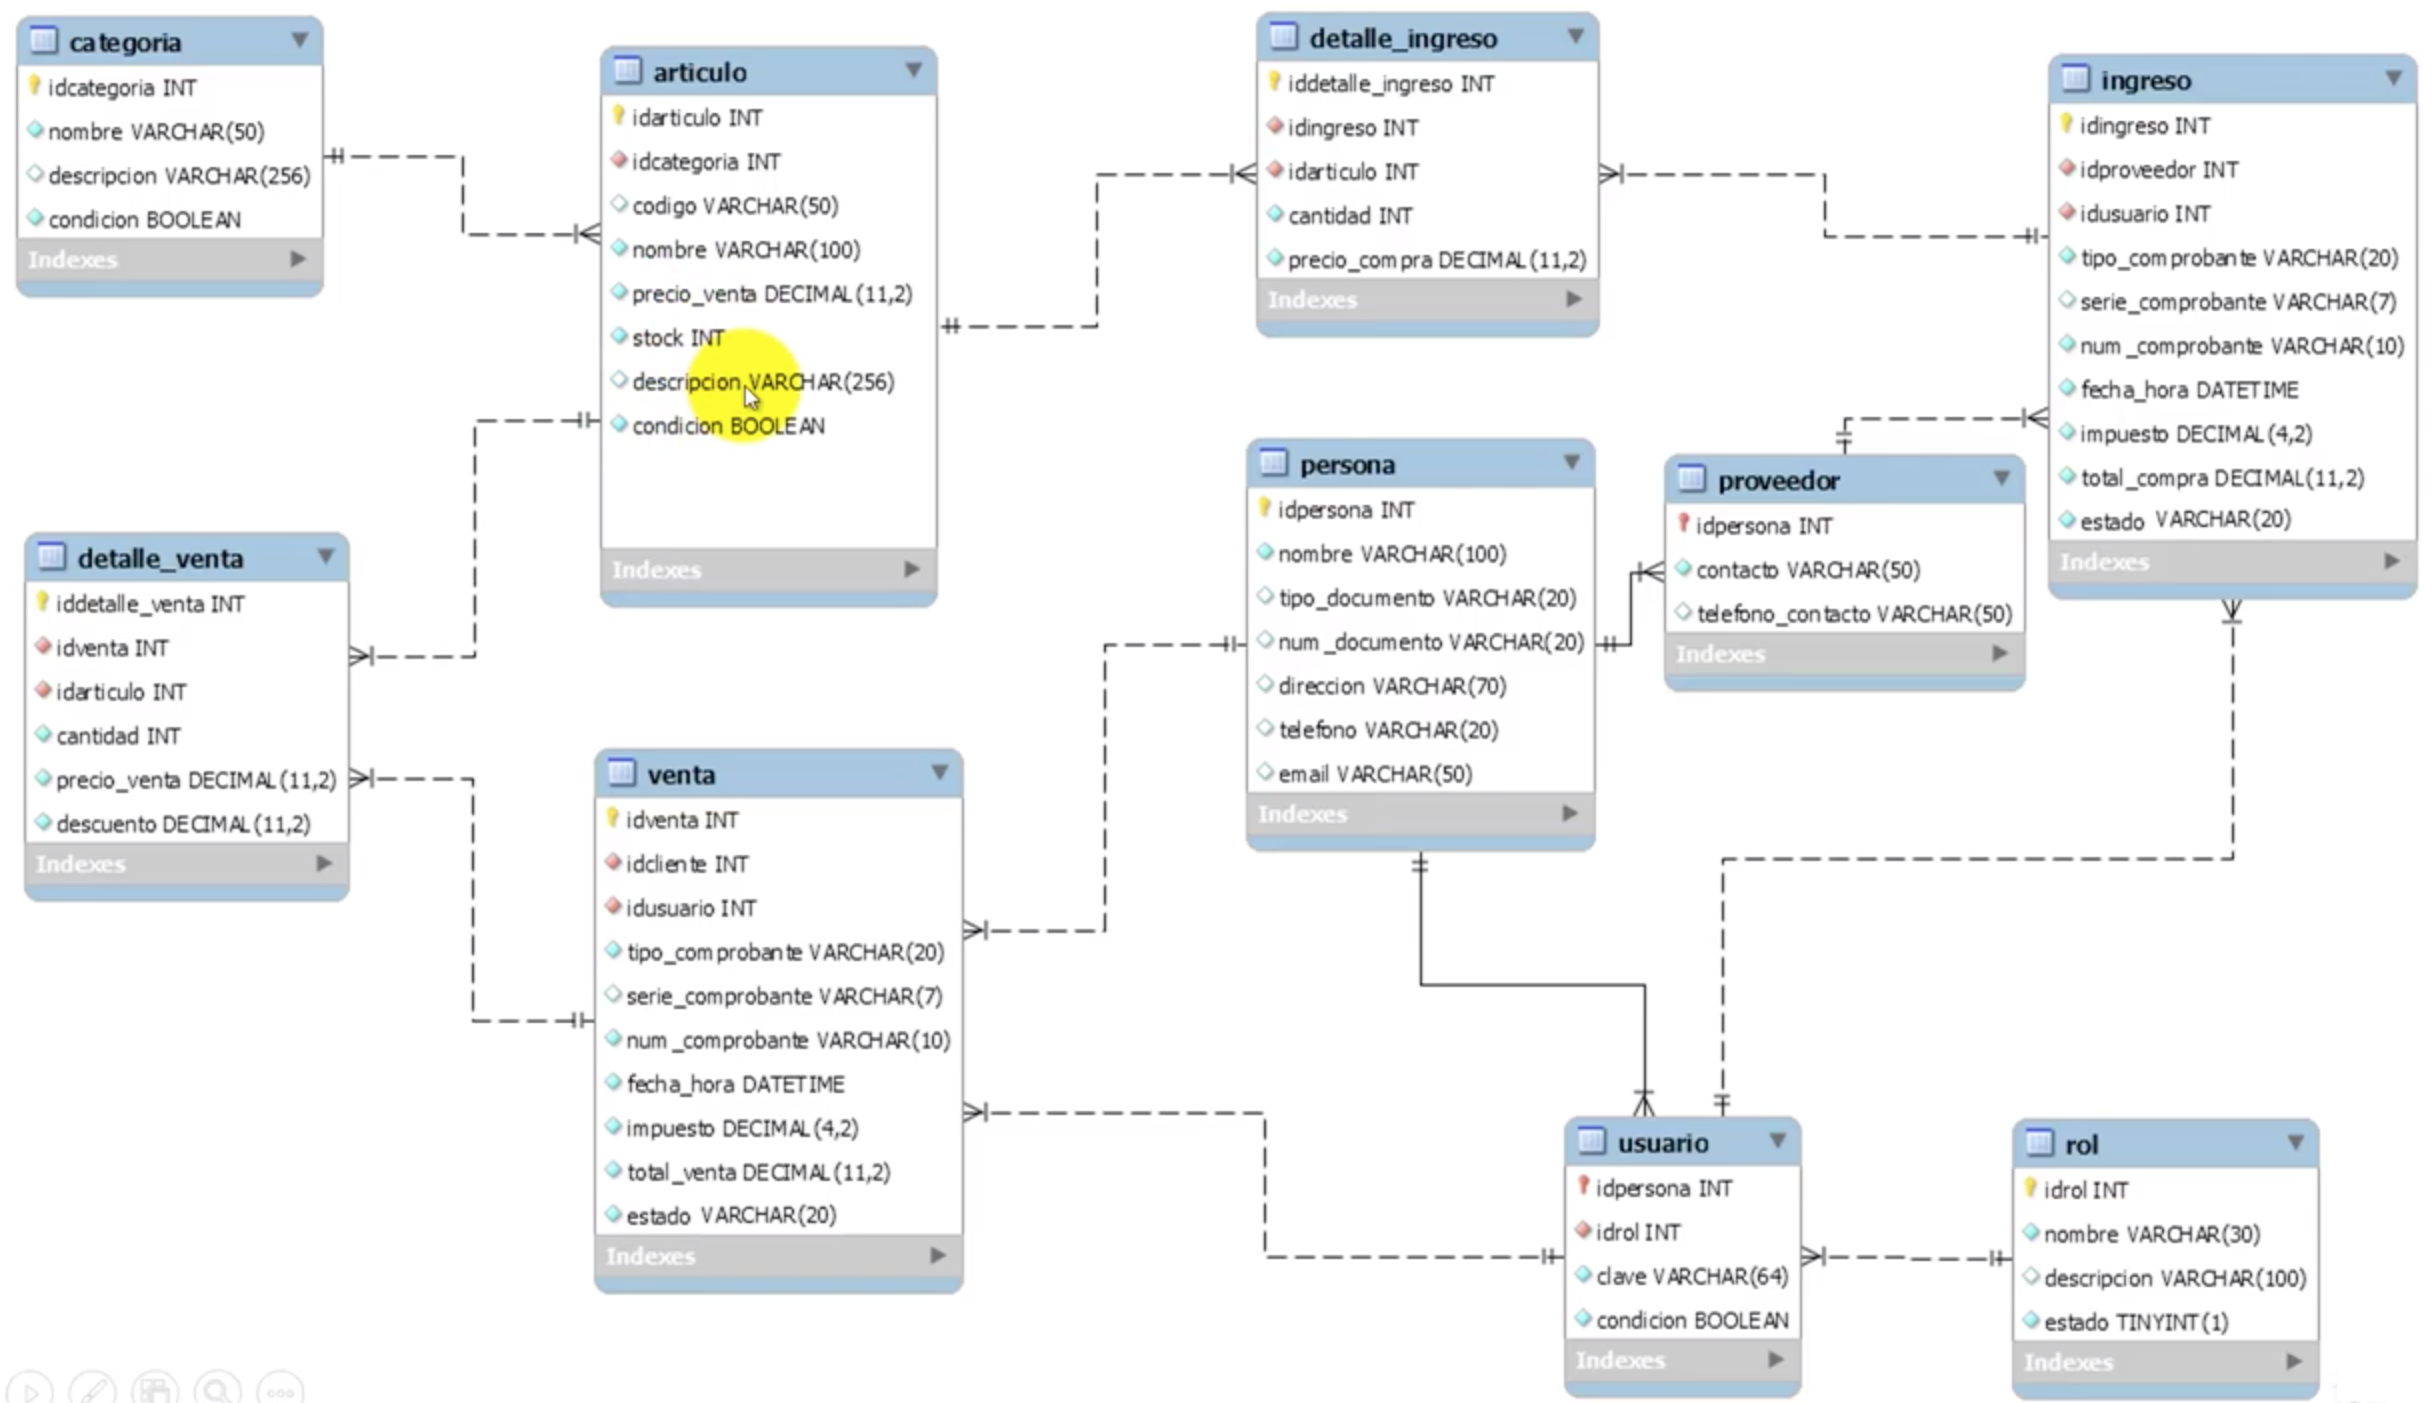 categoria
idcategoria INT
nombre VARCHAR(50)
descripcion VARCHAR(256)
condicion BOOLEAN
Indexes
articulo
idarticulo INT
idcategoria INT
codigo VARCHAR(50)
nombre VARCHAR(100)
precio_venta DECIMAL(11,2)
stock INT
descripcion VARCHAR(256)
condicion BOOLEAN
Indexes
detalle_ingreso
iddetalle_ingreso INT
idingreso INT
idarticulo INT
cantidad INT
precio_compra DECIMAL(11,2)
Indexes
ingreso
idingreso INT
idproveedor INT
idusuario INT
tipo_comprobante VARCHAR(20)
serie_comprobante VARCHAR(7)
num_comprobante VARCHAR(10)
fecha_hora DATETIME
impuesto DECIMAL(4,2)
total_compra DECIMAL(11,2)
estado VARCHAR(20)
Indexes
persona
idpersona INT
nombre VARCHAR(100)
tipo_documento VARCHAR(20)
num_documento VARCHAR(20)
direccion VARCHAR(70)
telefono VARCHAR(20)
email VARCHAR(50)
Indexes
proveedor
idpersona INT
contacto VARCHAR(50)
telefono_contacto VARCHAR(50)
Indexes
detalle_venta
iddetalle_venta INT
idventa INT
idarticulo INT
cantidad INT
precio_venta DECIMAL(11,2)
descuento DECIMAL(11,2)
Indexes
venta
idventa INT
idcliente INT
idusuario INT
tipo_comprobante VARCHAR(20)
serie_comprobante VARCHAR(7)
num_comprobante VARCHAR(10)
fecha_hora DATETIME
impuesto DECIMAL(4,2)
total_venta DECIMAL(11,2)
estado VARCHAR(20)
Indexes
usuario
idpersona INT
idrol INT
clave VARCHAR(64)
condicion BOOLEAN
Indexes
rol
idrol INT
nombre VARCHAR(30)
descripcion VARCHAR(100)
estado TINYINT(1)
Indexes